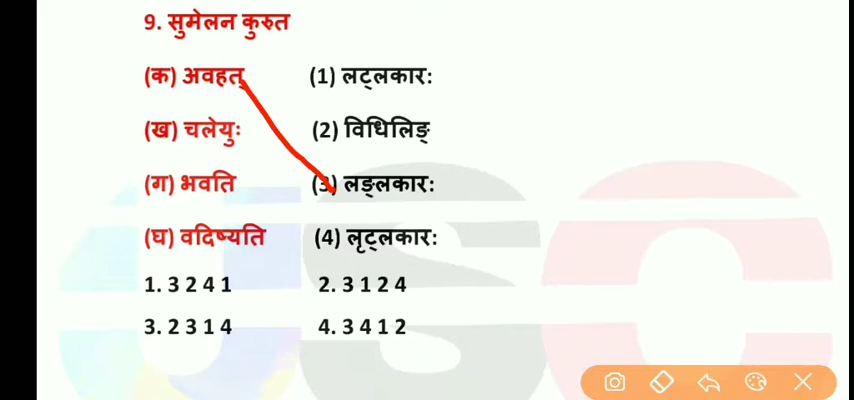 9. सुमेलन कुरुत
(क) अवहत् (1) लट्लकार:
(ख) चलेयुः (2) विधिलिङ्
(ग) भवति (3) लङ्लकार:
(घ) वदिष्यति (4) लृट्लकार:
1. 3 2 4 1 2. 3 1 2 4
3. 2 3 1 4 4. 3 4 1 2